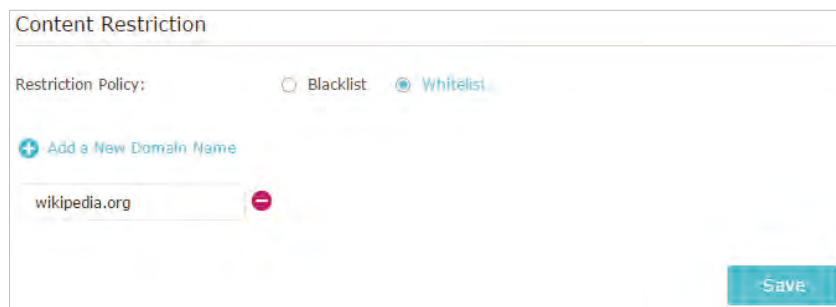 Content Restriction
Restriction Policy: Blacklist Whitelist
Add a New Domain Name
wikipedia.org
Save